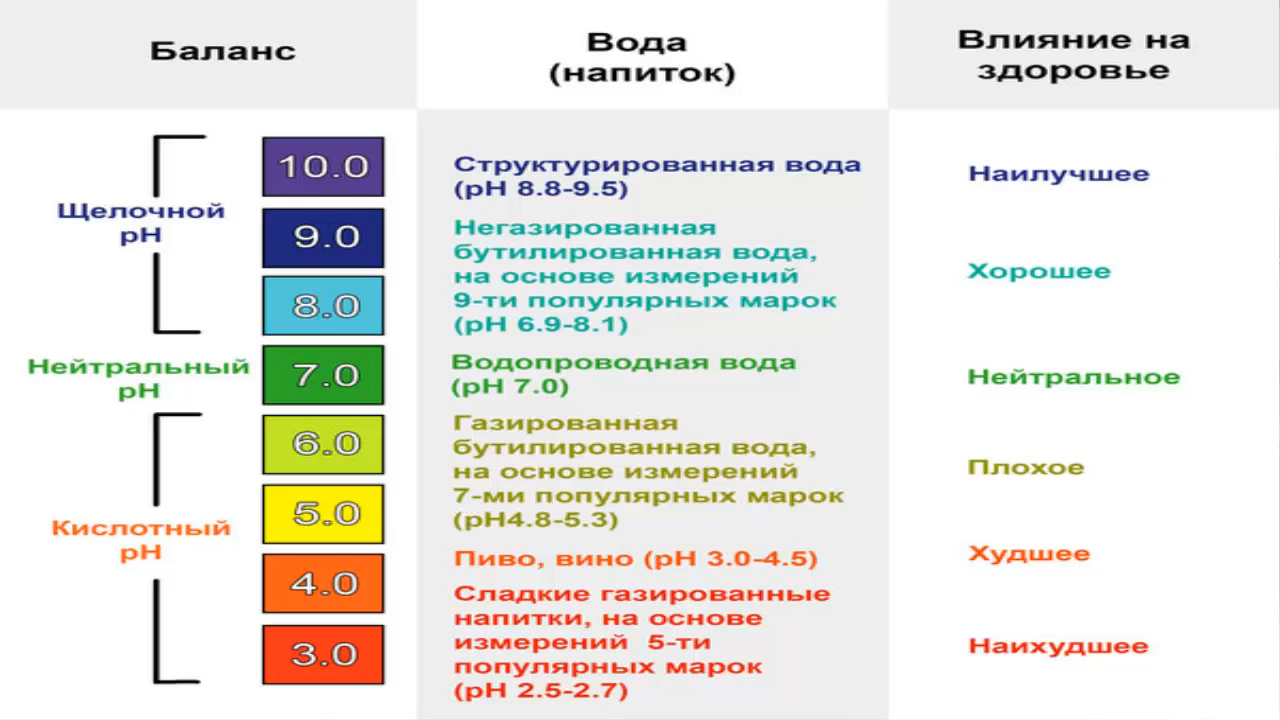 Баланс
Вода
(напиток)
Влияние на
здоровье
Щелочной
pH
Нейтральный
pH
Кислотный
pH
10.0
9.0
8.0
7.0
6.0
5.0
4.0
3.0
Структурированная вода
(pH 8.8-9.5)
Негазированная
бутилированная вода,
на основе измерений
9-ти популярных марок
(pH 6.9-8.1)
Водопроводная вода
(pH 7.0)
Газированная
бутилированная вода,
на основе измерений
7-ми популярных марок
(pH4.8-5.3)
Пиво, вино (pH 3.0-4.5)
Сладкие газированные
напитки, на основе
измерений 5-ти
популярных марок
(pH 2.5-2.7)
Наилучшее
Хорошее
Нейтральное
Плохое
Худшее
Наихудшее